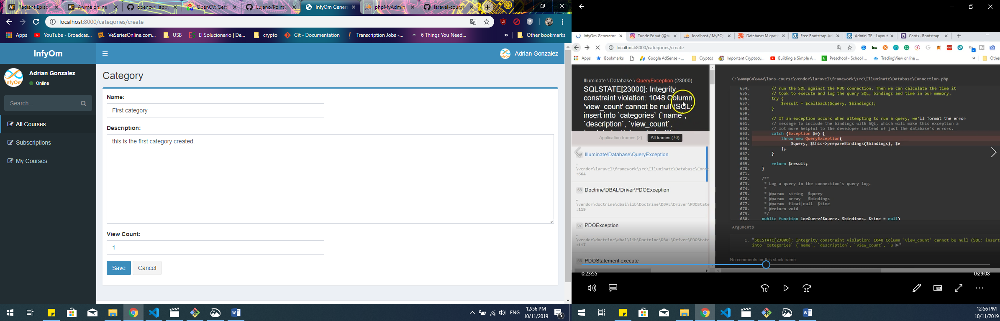 Radiant Episo
Anime online
opencv/Happy
OpenCV: Gett
Lujano/PointC
InfyOm Genera
phpMyAdmin
laravel-course
localhost:8000/categories/create
Apps
YouTube - Broadcas...
VeSeriesOnline.com...
USB
El Solucionario | De...
crypto
Git - Documentation
Transcription Jobs -...
6 Things You Need...
»
Other bookmarks
InfyOm
Adrian Gonzalez
Adrian Gonzalez
Online
Search...
All Courses
Subscriptions
My Courses
Category
Name:
First category
Description:
this is the first category created.
View Count:
1
Save
Cancel
ENG
12:56 PM
10/11/2019
5
InfyOm Generator
Tunde Ednut (@tu
localhost / MySQL
Database: Migratio
Free Bootstrap Ad
AdminLTE - Layout
Cards · Bootstrap
localhost:8000/categories/create
Apps
Bookmarks
Google AdSense - ...
Cryptos
Important Cryptocu...
Building a Simple A...
Preschool - School ...
TradingView online ...
»
Other
Illuminate \ Database \ QueryException (23000)
SQLSTATE[23000]: Integrity
constraint violation: 1048 Column
'view_count' cannot be null (SQL:
insert into `categories` (`name`,
`description`, `view_count`,
Application frames (2)
All frames (70)
69 Illuminate\Database\QueryException
…\vendor\laravel\framework\src\Illuminate\Database\Conne
:664
68 Doctrine\DBAL\Driver\PDOException
…\vendor\doctrine\dbal\lib\Doctrine\DBAL\Driver\PDOState
:119
67 PDOException
…\vendor\doctrine\dbal\lib\Doctrine\DBAL\Driver\PDOState
:117
66 PDOStatement execute
C:\wamp64\www\lara-course\vendor\laravel\framework\src\Illuminate\Database\Connection.php
654. // run the SQL against the PDO connection. Then we can calculate the time it
655. // took to execute and log the query SQL, bindings and time in our memory.
656. try {
657. $result = $callback($query, $bindings);
658. }
659.
660. // If an exception occurs when attempting to run a query, we'll format the error
661. // message to include the bindings with SQL, which will make this exception a
662. // lot more helpful to the developer instead of just the database's errors.
663. catch (Exception $e) {
664. throw new QueryException(
665. $query, $this->prepareBindings($bindings), $e
666. );
667. }
668.
669. return $result;
670. }
671.
672. /**
673. * Log a query in the connection's query log.
674. *
675. * @param string $query
676. * @param array $bindings
677. * @param float|null $time
678. * @return void
679. */
680. public function logQuery($query, $bindings, $time = null)
Arguments
1. "SQLSTATE[23000]: Integrity constraint violation: 1048 Column 'view_count' cannot be null (SQL: insert
into `categories` (`name`, `description`, `view_count`, `u ▶"
No comments for this stack frame.
0:23:55
0:29:08
10
30
12:56 PM
10/11/2019